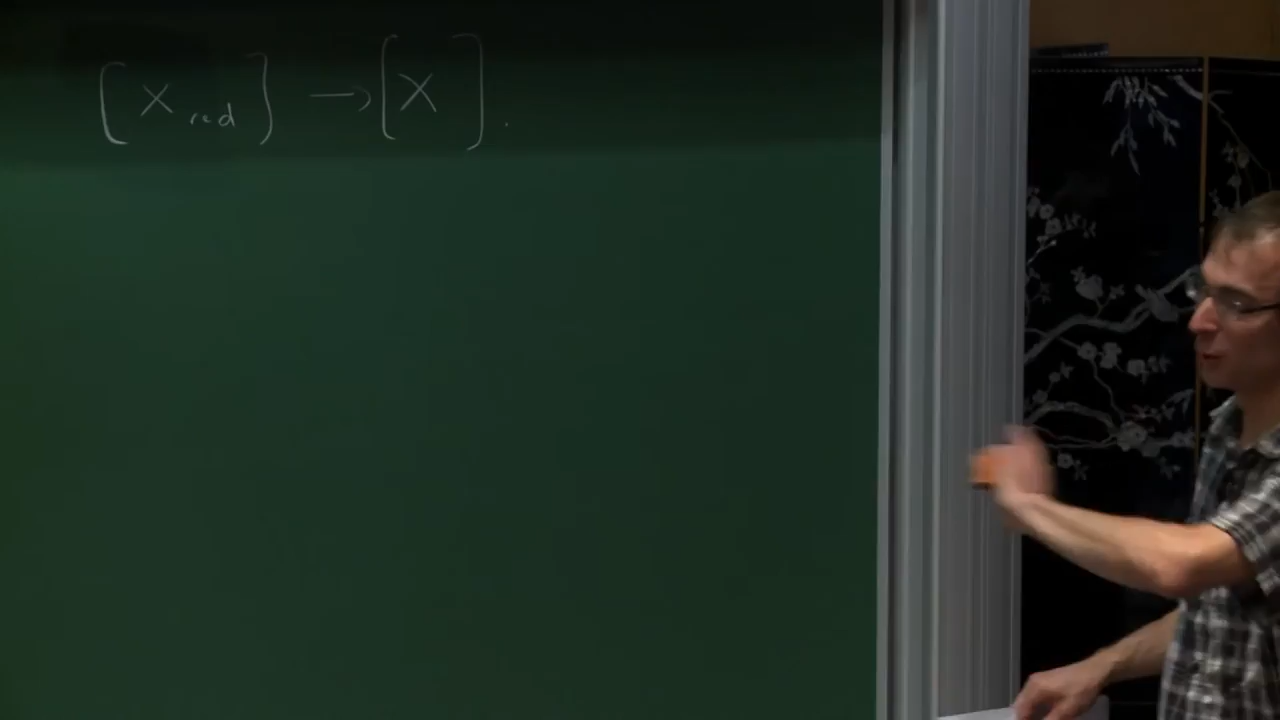 [X_red] → [X].